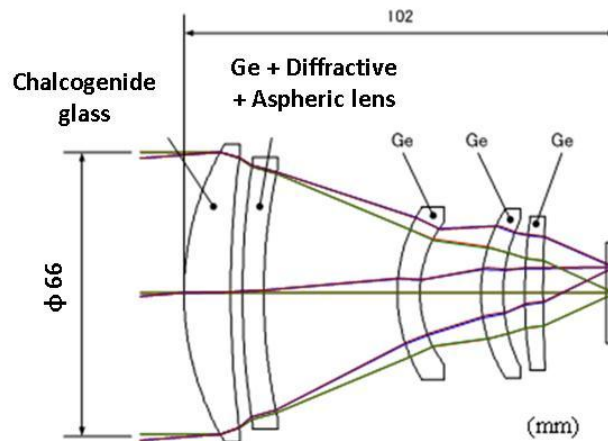 102
Ge + Diffractive
+ Aspheric lens
Chalcogenide
glass
Ge
Ge
Ge
ϕ 66
(mm)